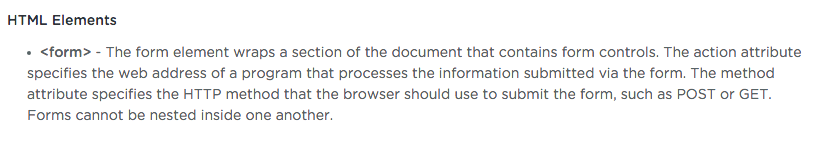 HTML Elements
• <form> - The form element wraps a section of the document that contains form controls. The action attribute
specifies the web address of a program that processes the information submitted via the form. The method
attribute specifies the HTTP method that the browser should use to submit the form, such as POST or GET.
Forms cannot be nested inside one another.